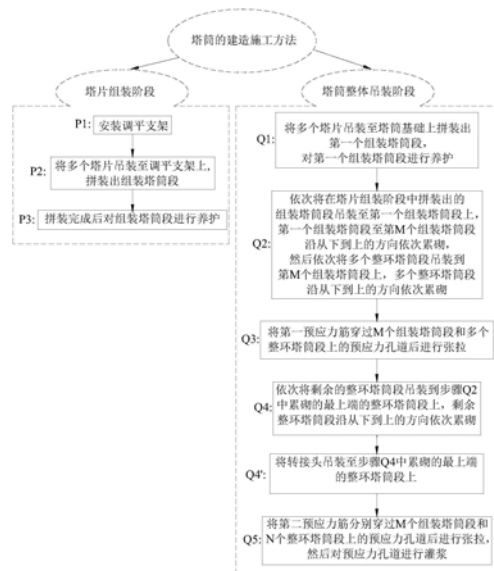 塔筒的建造施工方法
塔片组装阶段
P1: 安装调平支架
P2: 将多个塔片吊装至调平支架上,
拼装出组装塔筒段
P3: 拼装完成后对组装塔筒段进行养护
塔筒整体吊装阶段
Q1: 将多个塔片吊装至塔筒基础上拼装出
第一个组装塔筒段,
对第一个组装塔筒段进行养护
Q2: 依次将在塔片组装阶段中拼装出的
组装塔筒段吊装至第一个组装塔筒段上,
第一个组装塔筒段至第M个组装塔筒段
沿从下到上的方向依次累砌,
然后依次将多个整环塔筒段吊装到
第M个组装塔筒段上, 多个整环塔筒段
沿从下到上的方向依次累砌
Q3: 将第一预应力筋穿过M个组装塔筒段和多个
整环塔筒段上的预应力孔道后进行张拉
Q4: 依次将剩余的整环塔筒段吊装到步骤Q2
中累砌的最上端的整环塔筒段上, 剩余
整环塔筒段沿从下到上的方向依次累砌
Q4': 将转接头吊装至步骤Q4中累砌的最上端
的整环塔筒段上
Q5: 将第二预应力筋分别穿过M个组装塔筒段和
N个整环塔筒段上的预应力孔道后进行张拉,
然后对预应力孔道进行灌浆